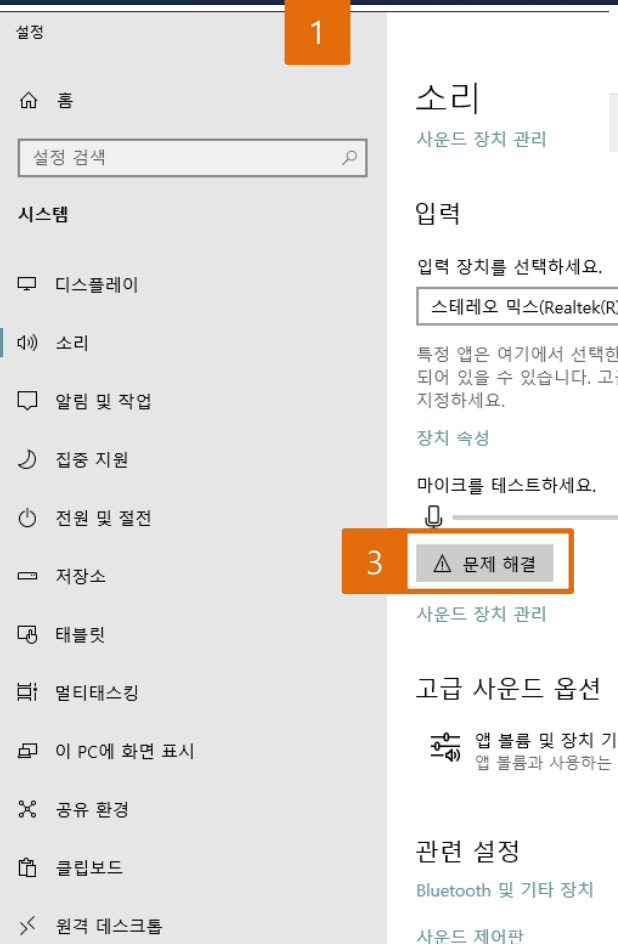 설정
1
홈
설정 검색
시스템
디스플레이
소리
알림 및 작업
집중 지원
전원 및 절전
저장소
태블릿
멀티태스킹
이 PC에 화면 표시
공유 환경
클립보드
원격 데스크톱
소리
사운드 장치 관리
입력
입력 장치를 선택하세요.
스테레오 믹스(Realtek(R)
특정 앱은 여기에서 선택한
되어 있을 수 있습니다. 고급
지정하세요.
장치 속성
마이크를 테스트하세요.
3
문제 해결
사운드 장치 관리
고급 사운드 옵션
앱 볼륨 및 장치 기
앱 볼륨과 사용하는
관련 설정
Bluetooth 및 기타 장치
사운드 제어판